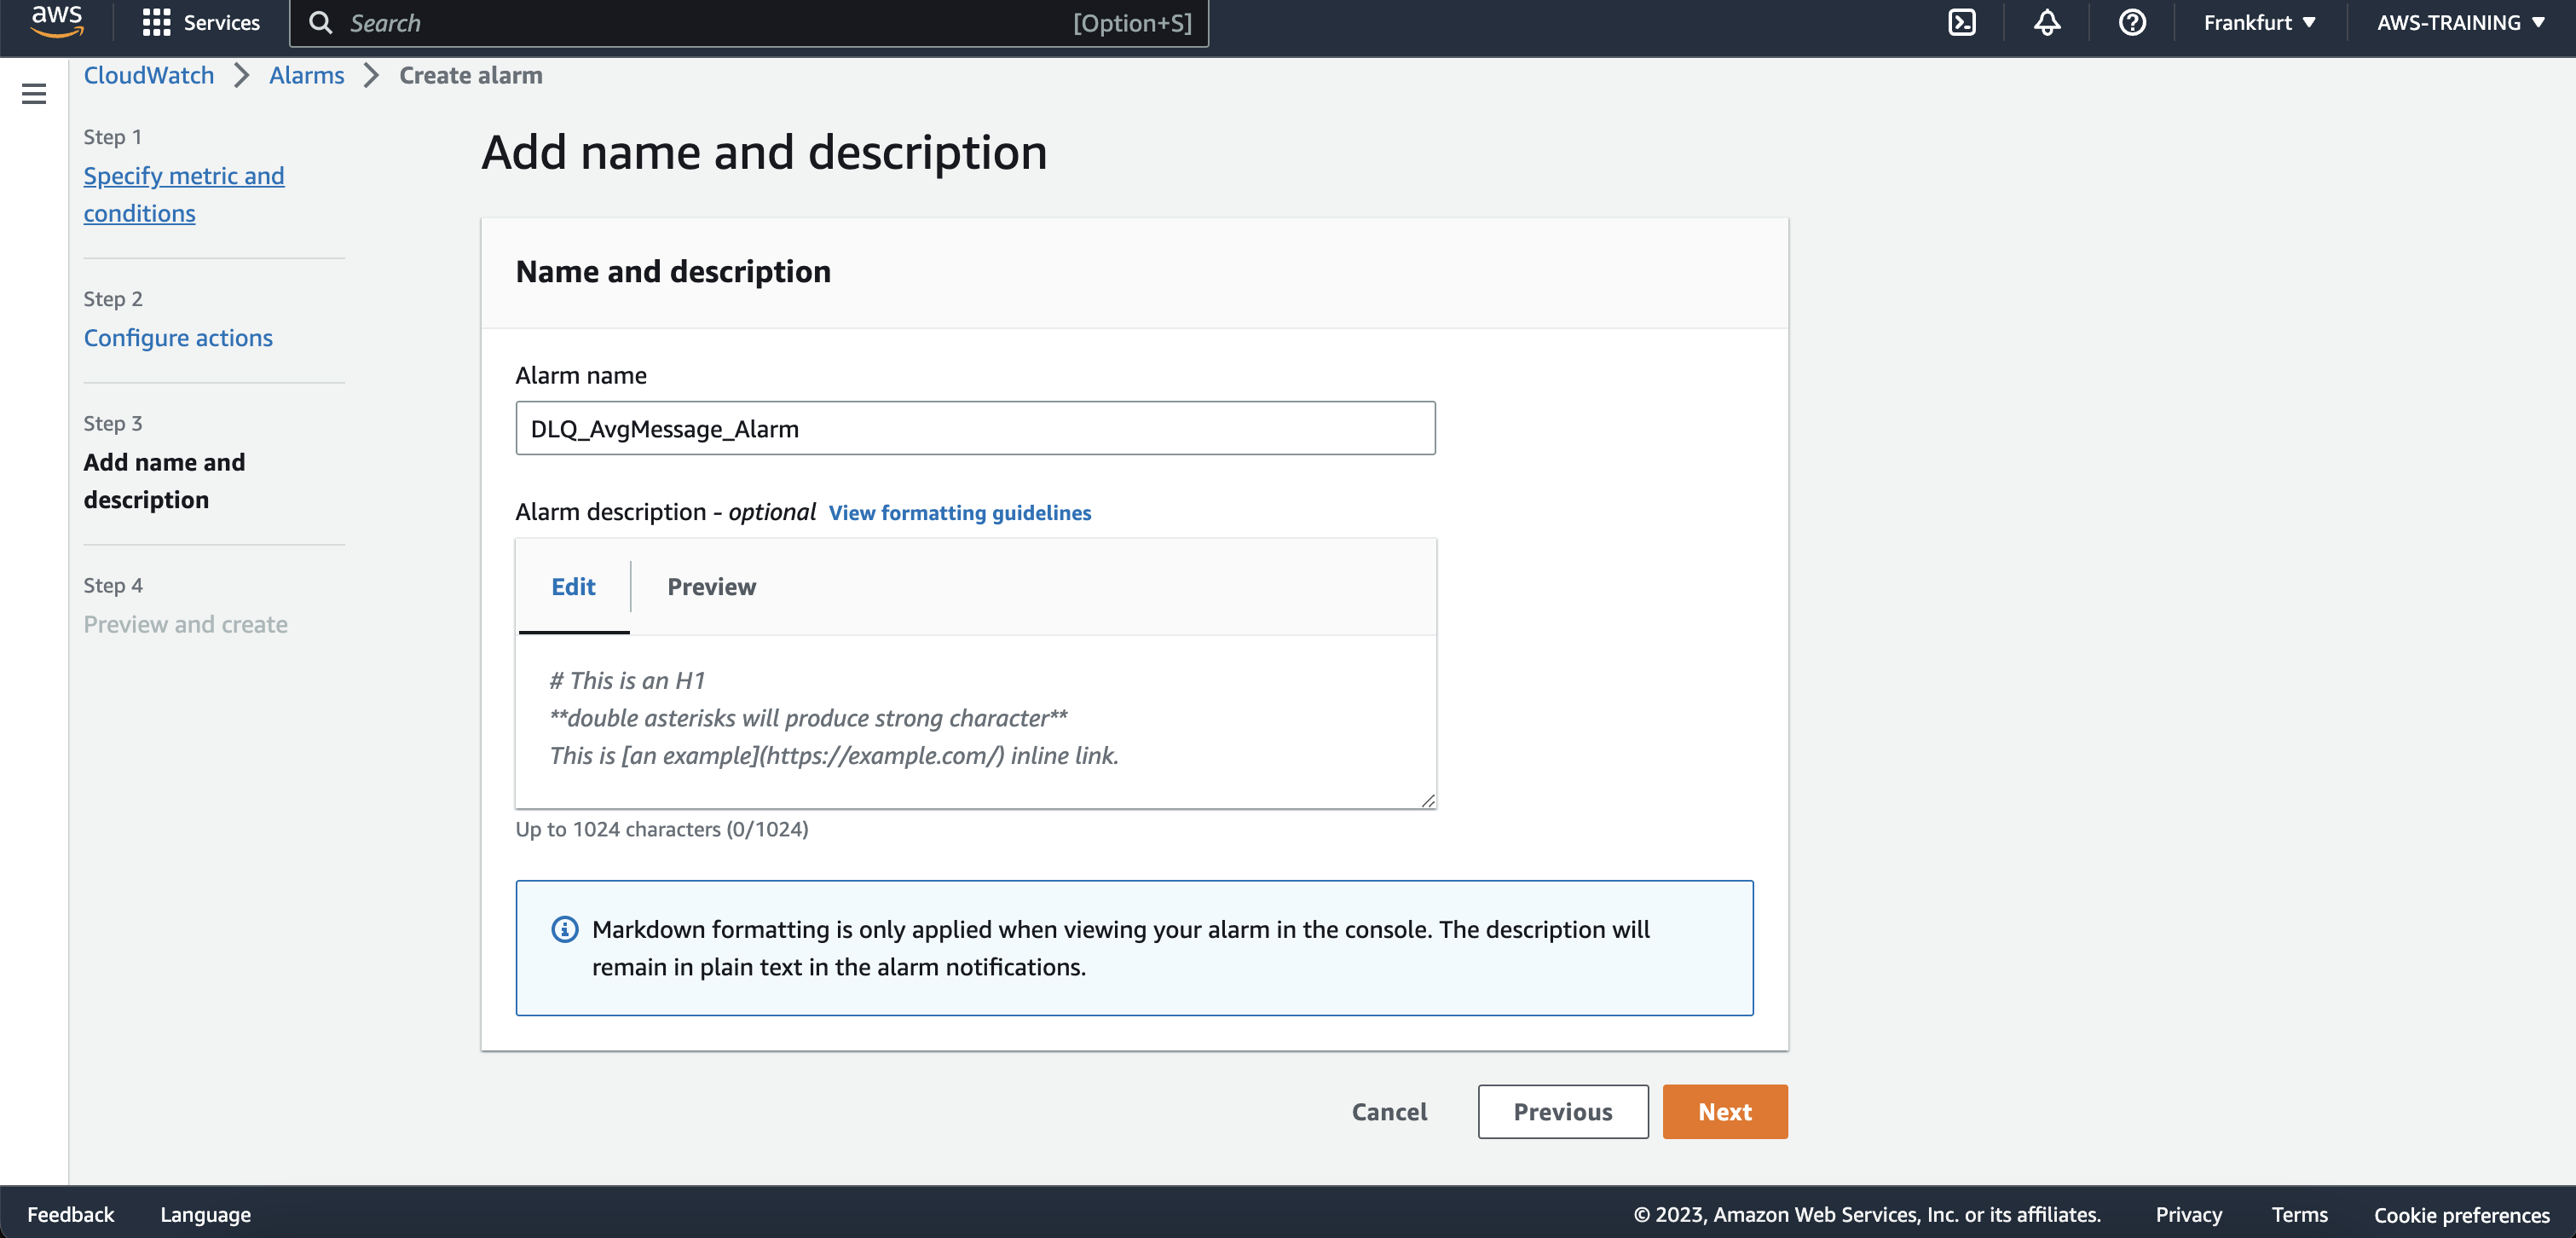 aws
Services
Search
[Option+S]
Frankfurt
AWS-TRAINING
CloudWatch
Alarms
Create alarm
Step 1
Specify metric and
conditions
Step 2
Configure actions
Step 3
Add name and
description
Step 4
Preview and create
Add name and description
Name and description
Alarm name
DLQ_AvgMessage_Alarm
Alarm description - optional View formatting guidelines
Edit
Preview
# This is an H1
**double asterisks will produce strong character**
This is [an example](https://example.com/) inline link.
Up to 1024 characters (0/1024)
Markdown formatting is only applied when viewing your alarm in the console. The description will
remain in plain text in the alarm notifications.
Cancel
Previous
Next
Feedback
Language
© 2023, Amazon Web Services, Inc. or its affiliates.
Privacy
Terms
Cookie preferences